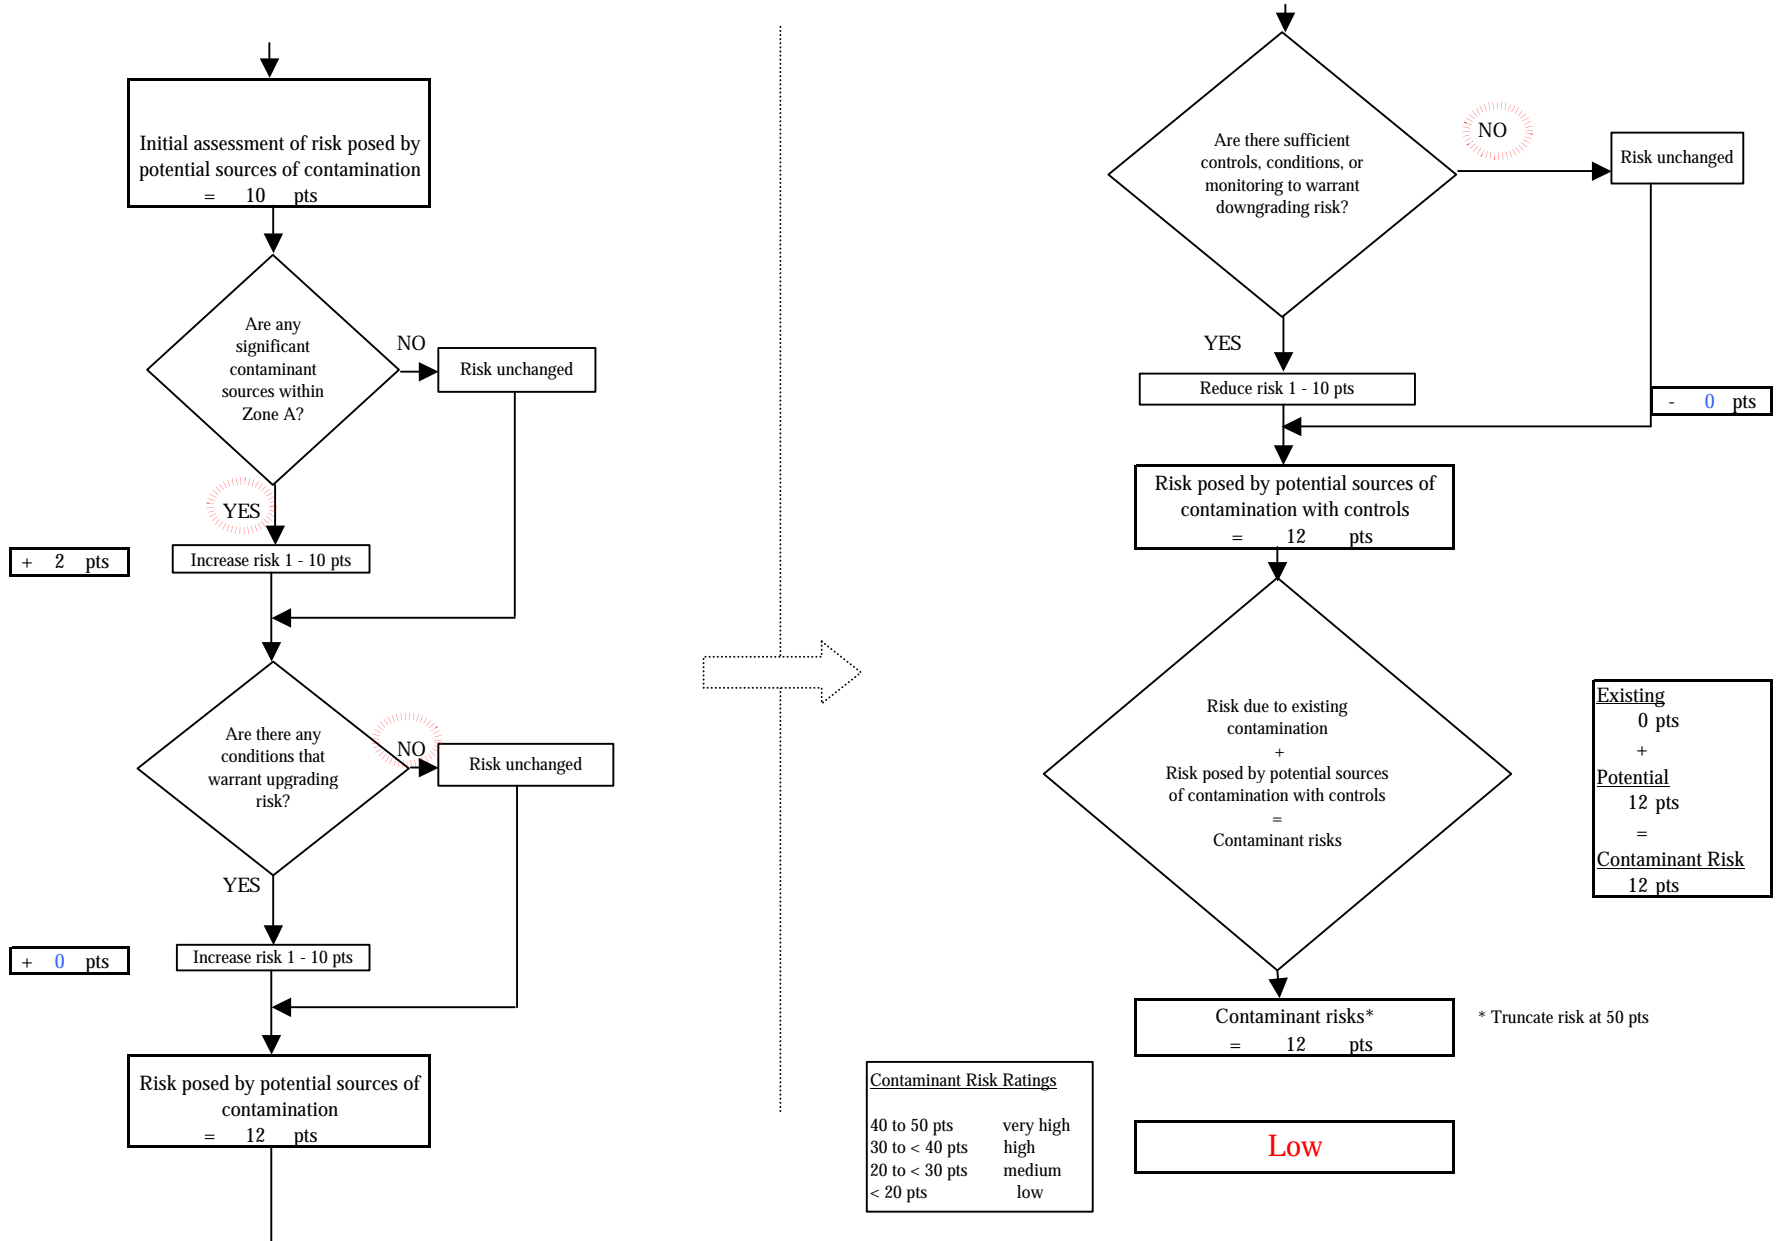 Initial assessment of risk posed by
potential sources of contamination
= 10 pts
Are any
significant
contaminant
sources within
Zone A?
NO
Risk unchanged
YES
+ 2 pts
Increase risk 1 - 10 pts
Are there any
conditions that
warrant upgrading
risk?
NO
Risk unchanged
YES
+ 0 pts
Increase risk 1 - 10 pts
Risk posed by potential sources of
contamination
= 12 pts
Are there sufficient
controls, conditions, or
monitoring to warrant
downgrading risk?
NO
Risk unchanged
YES
Reduce risk 1 - 10 pts
- 0 pts
Risk posed by potential sources of
contamination with controls
= 12 pts
Risk due to existing
contamination
+
Risk posed by potential sources
of contamination with controls
=
Contaminant risks
Existing
0 pts
+
Potential
12 pts
=
Contaminant Risk
12 pts
Contaminant risks*
= 12 pts
* Truncate risk at 50 pts
Contaminant Risk Ratings
40 to 50 pts very high
30 to < 40 pts high
20 to < 30 pts medium
< 20 pts low
Low